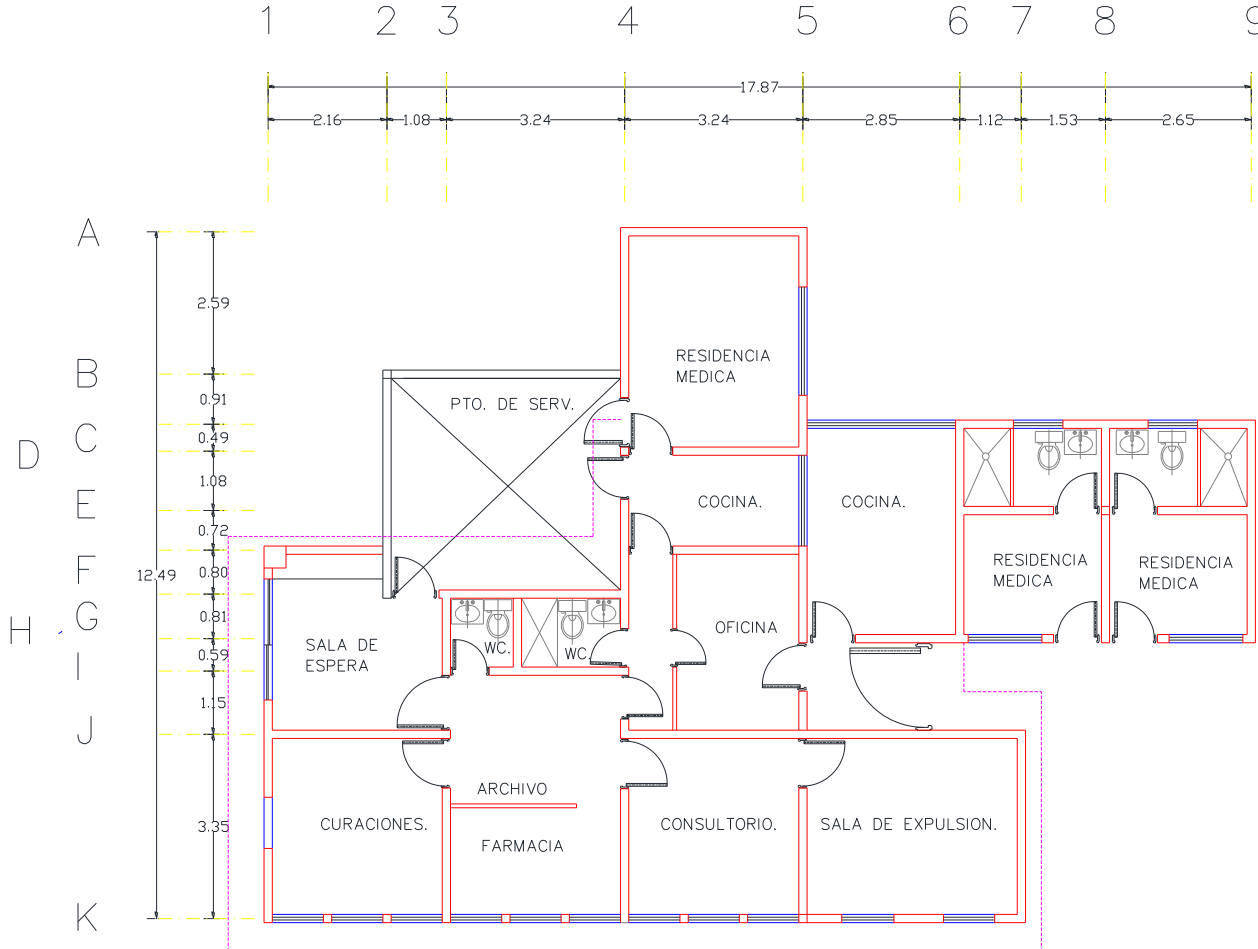 1 2 3 4 5 6 7 8 9
17.87
2.16 1.08 3.24 3.24 2.85 1.12 1.53 2.65
A
2.59
RESIDENCIA
MEDICA
B
0.91
PTO. DE SERV.
C
0.49
D
1.08
COCINA.
COCINA.
E
0.72
F
12.49
0.80
RESIDENCIA
MEDICA
RESIDENCIA
MEDICA
G
0.81
H
OFICINA
SALA DE
ESPERA
WC.
WC.
0.59
I
1.15
J
ARCHIVO
3.35
CURACIONES.
CONSULTORIO.
SALA DE EXPULSION.
FARMACIA
K